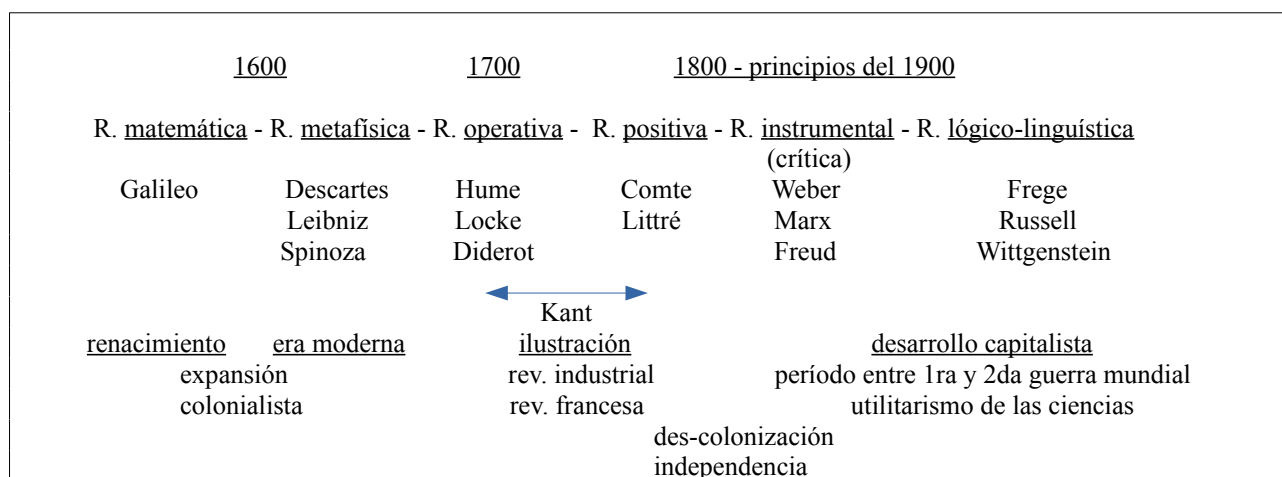 1600 1700 1800 - principios del 1900
R. matemática - R. metafísica - R. operativa - R. positiva - R. instrumental - R. lógico-linguística
(crítica)
Galileo Descartes Hume Comte Weber Frege
Leibniz Locke Littré Marx Russell
Spinoza Diderot Freud Wittgenstein
Kant
renacimiento era moderna ilustración desarrollo capitalista
expansión rev. industrial período entre 1ra y 2da guerra mundial
colonialista rev. francesa utilitarismo de las ciencias
des-colonización
independencia